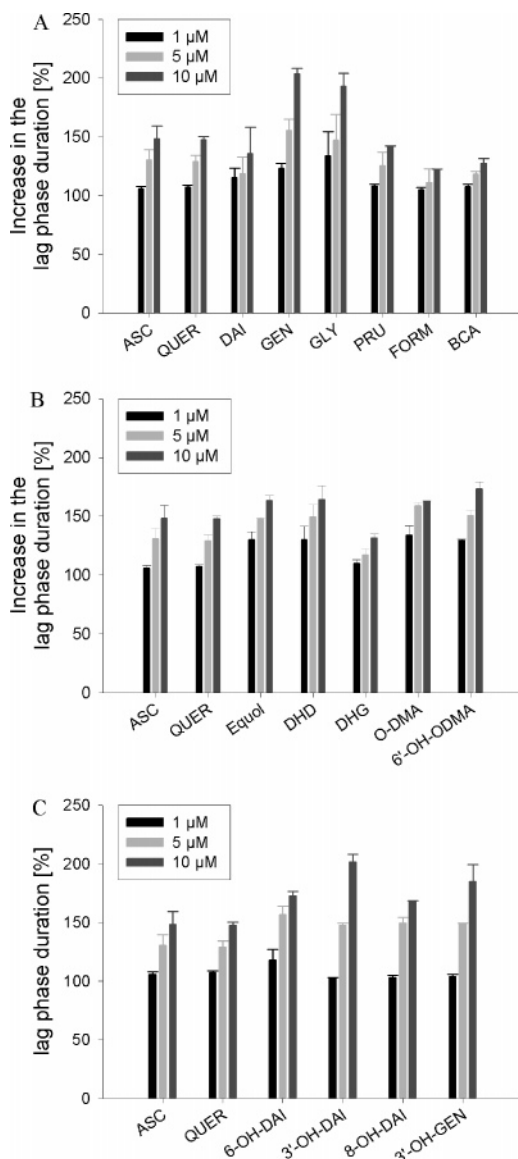 A
Increase in the
lag phase duration [%]
250
200
150
100
50
0
1 µM
5 µM
10 µM
ASC
QUER
DAI
GEN
GLY
PRU
FORM
BCA
B
Increase in the
lag phase duration [%]
250
200
150
100
50
0
1 µM
5 µM
10 µM
ASC
QUER
Equol
DHD
DHG
O-DMA
6'-OH-ODMA
C
lag phase duration [%]
250
200
150
100
50
0
1 µM
5 µM
10 µM
ASC
QUER
6-OH-DAI
3'-OH-DAI
8-OH-DAI
3'-OH-GEN